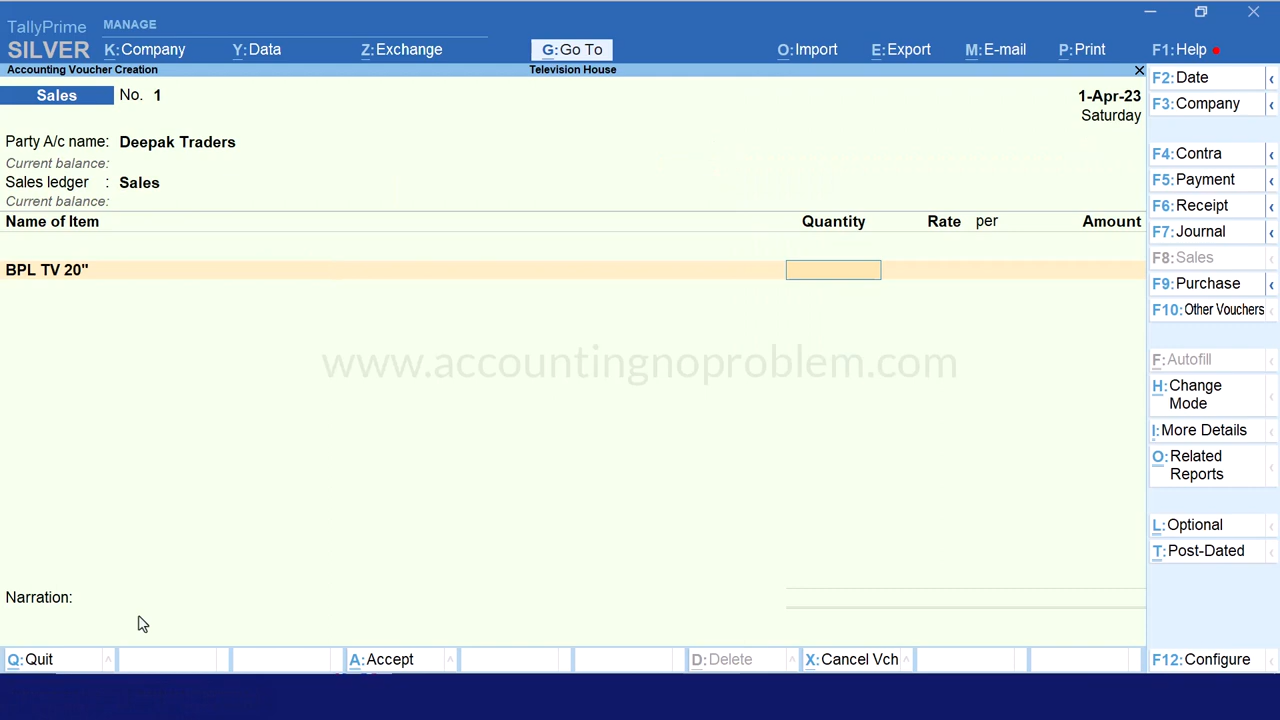 TallyPrime MANAGE
SILVER K:Company Y:Data Z:Exchange G:Go To O:Import E:Export M:E-mail P:Print F1:Help
Accounting Voucher Creation Television House
Sales No. 1 1-Apr-23
Saturday
Party A/c name: Deepak Traders
Current balance:
Sales ledger : Sales
Current balance:
Name of Item Quantity Rate per Amount
BPL TV 20"
www.accountingnoproblem.com
Narration:
Q:Quit A:Accept D:Delete X:Cancel Vch
F2:Date
F3:Company
F4:Contra
F5:Payment
F6:Receipt
F7:Journal
F8:Sales
F9:Purchase
F10:Other Vouchers
F:Autofill
H:Change
Mode
I:More Details
O:Related
Reports
L:Optional
T:Post-Dated
F12:Configure